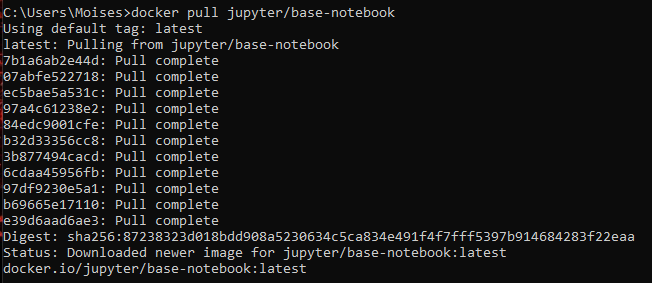 C:\Users\Moises>docker pull jupyter/base-notebook
Using default tag: latest
latest: Pulling from jupyter/base-notebook
7b1a6ab2e44d: Pull complete
07abfe522718: Pull complete
ec5bae5a531c: Pull complete
97a4c61238e2: Pull complete
84edc9001cfe: Pull complete
b32d33356cc8: Pull complete
3b877494cacd: Pull complete
6cdaa45956fb: Pull complete
97df9230e5a1: Pull complete
b69665e17110: Pull complete
e39d6aad6ae3: Pull complete
Digest: sha256:87238323d018bdd908a5230634c5ca834e491f4f7fff5397b914684283f22eaa
Status: Downloaded newer image for jupyter/base-notebook:latest
docker.io/jupyter/base-notebook:latest